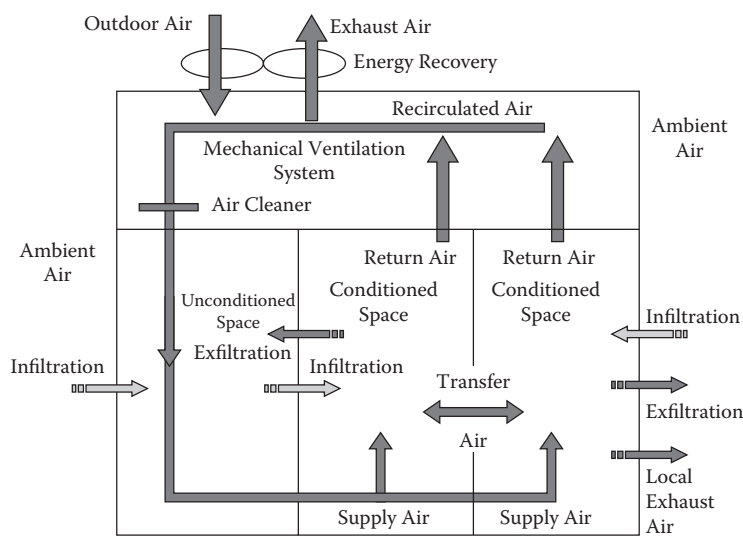 Outdoor Air
Exhaust Air
Energy Recovery
Recirculated Air
Mechanical Ventilation
System
Ambient
Air
Air Cleaner
Ambient
Air
Return Air
Return Air
Conditioned
Space
Conditioned
Space
Unconditioned
Space
Infiltration
Exfiltration
Infiltration
Infiltration
Transfer
Air
Exfiltration
Local
Exhaust
Air
Supply Air
Supply Air